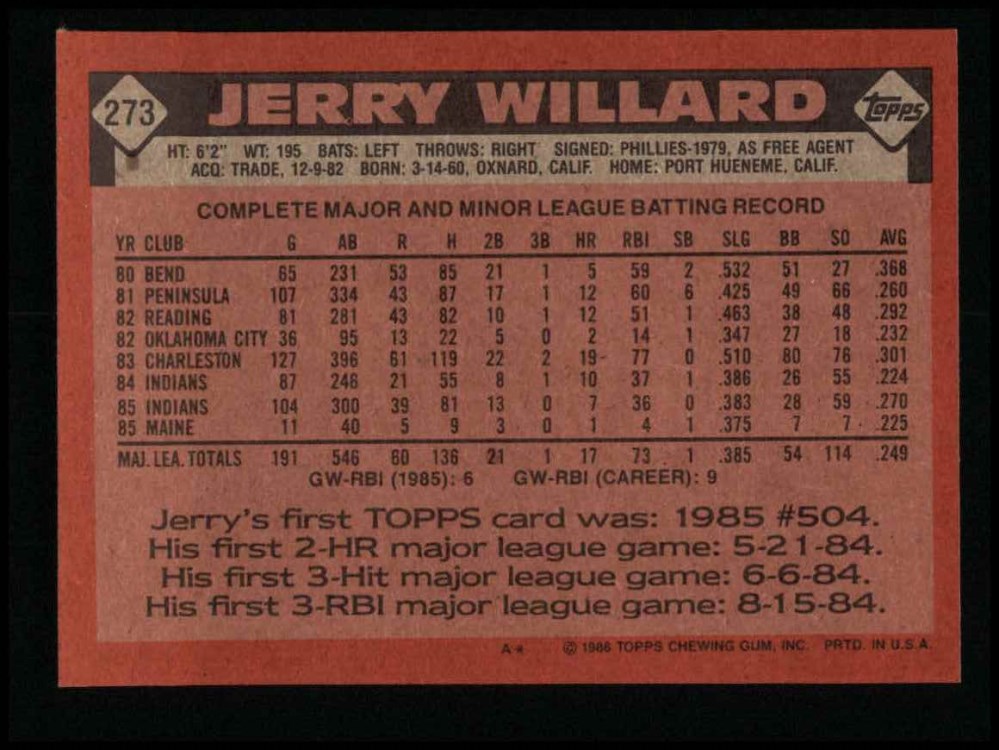 273 JERRY WILLARD topps
HT: 6'2" WT: 195 BATS: LEFT THROWS: RIGHT SIGNED: PHILLIES-1979, AS FREE AGENT
ACQ: TRADE, 12-9-82 BORN: 3-14-60, OXNARD, CALIF. HOME: PORT HUENEME, CALIF.
COMPLETE MAJOR AND MINOR LEAGUE BATTING RECORD
YR CLUB G AB R H 2B 3B HR RBI SB SLG BB SO AVG
80 BEND 65 231 53 85 21 1 5 59 2 .532 51 27 .368
81 PENINSULA 107 334 43 87 17 1 12 60 6 .425 49 66 .260
82 READING 81 281 43 82 10 1 12 51 1 .463 38 48 .292
82 OKLAHOMA CITY 36 95 13 22 5 0 2 14 1 .347 27 18 .232
83 CHARLESTON 127 396 61 119 22 2 19 77 0 .510 80 76 .301
84 INDIANS 87 246 21 55 8 1 10 37 1 .386 26 55 .224
85 INDIANS 104 300 39 81 13 0 7 36 0 .383 28 59 .270
85 MAINE 11 40 5 9 3 0 1 4 1 .375 7 7 .225
MAJ. LEA. TOTALS 191 546 60 136 21 1 17 73 1 .385 54 114 .249
GW-RBI (1985): 6 GW-RBI (CAREER): 9
Jerry's first TOPPS card was: 1985 #504.
His first 2-HR major league game: 5-21-84.
His first 3-Hit major league game: 6-6-84.
His first 3-RBI major league game: 8-15-84.
A* © 1986 TOPPS CHEWING GUM, INC. PRTD. IN U.S.A.